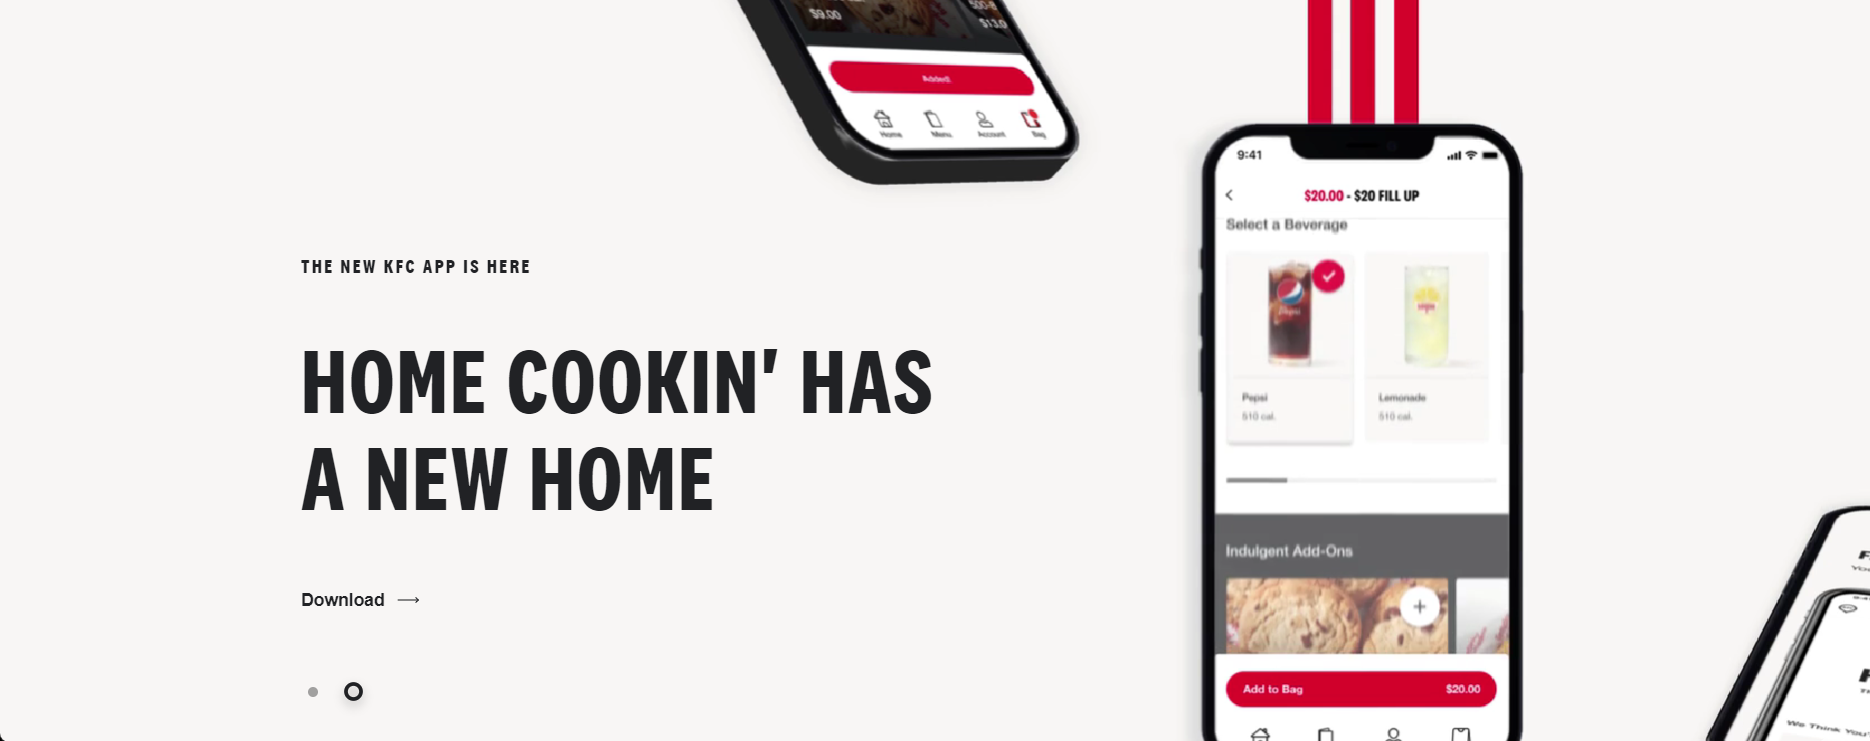 $9.00
$13.0
Added!
Home Menu Account Bag
THE NEW KFC APP IS HERE
HOME COOKIN’ HAS
A NEW HOME
Download
9:41
$20.00 - $20 FILL UP
Select a Beverage
Pepsi
Pepsi Lemonade
510 cal. 510 cal.
Indulgent Add-Ons
Add to Bag $20.00
We Think You'